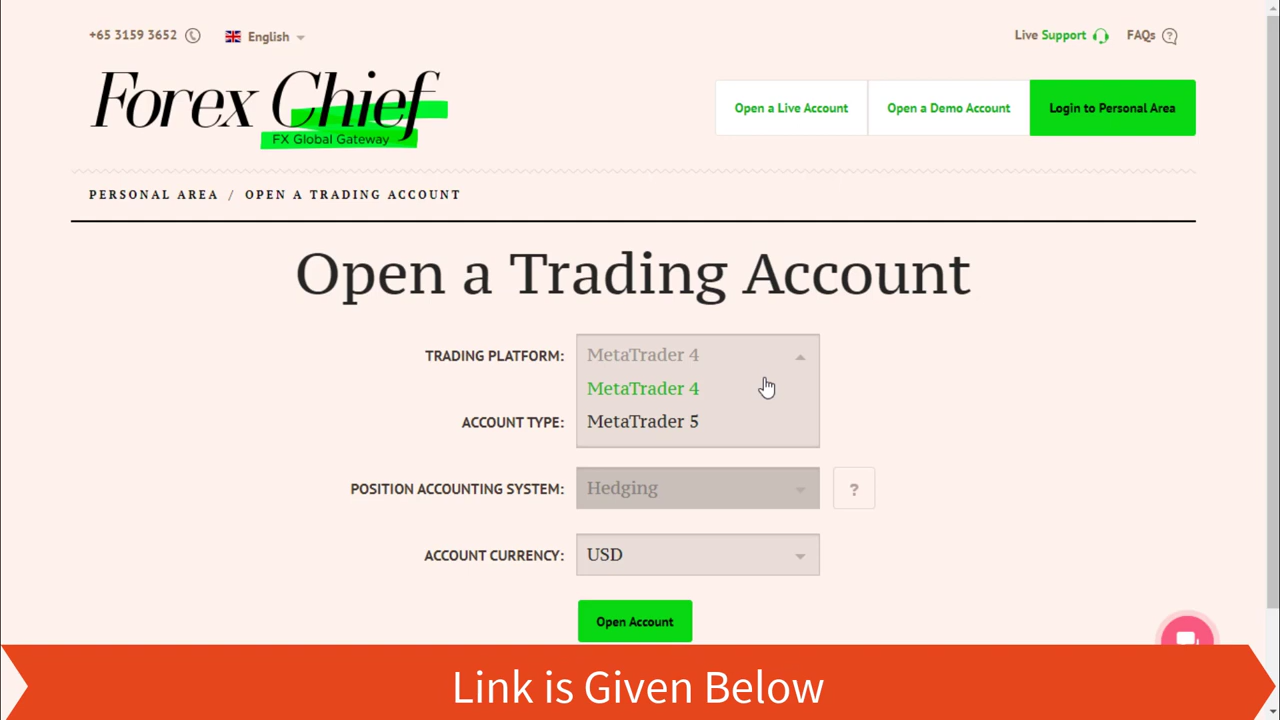 +65 3159 3652
English
Live Support
FAQs
Forex Chief
FX Global Gateway
Open a Live Account
Open a Demo Account
Login to Personal Area
PERSONAL AREA / OPEN A TRADING ACCOUNT
Open a Trading Account
TRADING PLATFORM:
MetaTrader 4
MetaTrader 4
ACCOUNT TYPE:
MetaTrader 5
POSITION ACCOUNTING SYSTEM:
Hedging
?
ACCOUNT CURRENCY:
USD
Open Account
Link is Given Below